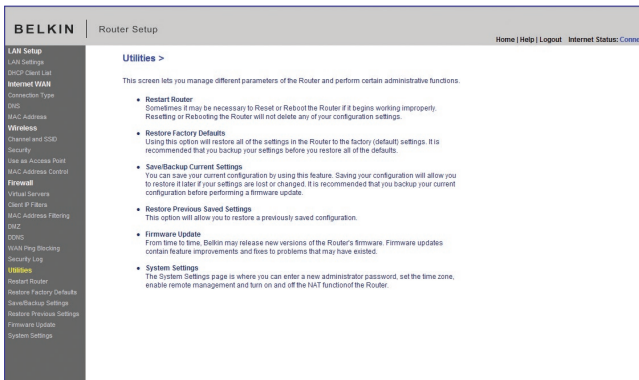 BELKIN
Router Setup
Home | Help | Logout Internet Status: Conne
LAN Setup
LAN Settings
DHCP Client List
Internet WAN
Connection Type
DNS
MAC Address
Wireless
Channel and SSID
Security
Use as Access Point
MAC Address Control
Firewall
Virtual Servers
Client IP Filters
MAC Address Filtering
DMZ
DDNS
WAN Ping Blocking
Security Log
Utilities
Restart Router
Restore Factory Defaults
Save/Backup Settings
Restore Previous Settings
Firmware Update
System Settings
Utilities >
This screen lets you manage different parameters of the Router and perform certain administrative functions.
• Restart Router
Sometimes it may be necessary to Reset or Reboot the Router if it begins working improperly.
Resetting or Rebooting the Router will not delete any of your configuration settings.
• Restore Factory Defaults
Using this option will restore all of the settings in the Router to the factory (default) settings. It is
recommended that you backup your settings before you restore all of the defaults.
• Save/Backup Current Settings
You can save your current configuration by using this feature. Saving your configuration will allow you
to restore it later if your settings are lost or changed. It is recommended that you backup your current
configuration before performing a firmware update.
• Restore Previous Saved Settings
This option will allow you to restore a previously saved configuration.
• Firmware Update
From time to time, Belkin may release new versions of the Router's firmware. Firmware updates
contain feature improvements and fixes to problems that may have existed.
• System Settings
The System Settings page is where you can enter a new administrator password, set the time zone,
enable remote management and turn on and off the NAT functionof the Router.